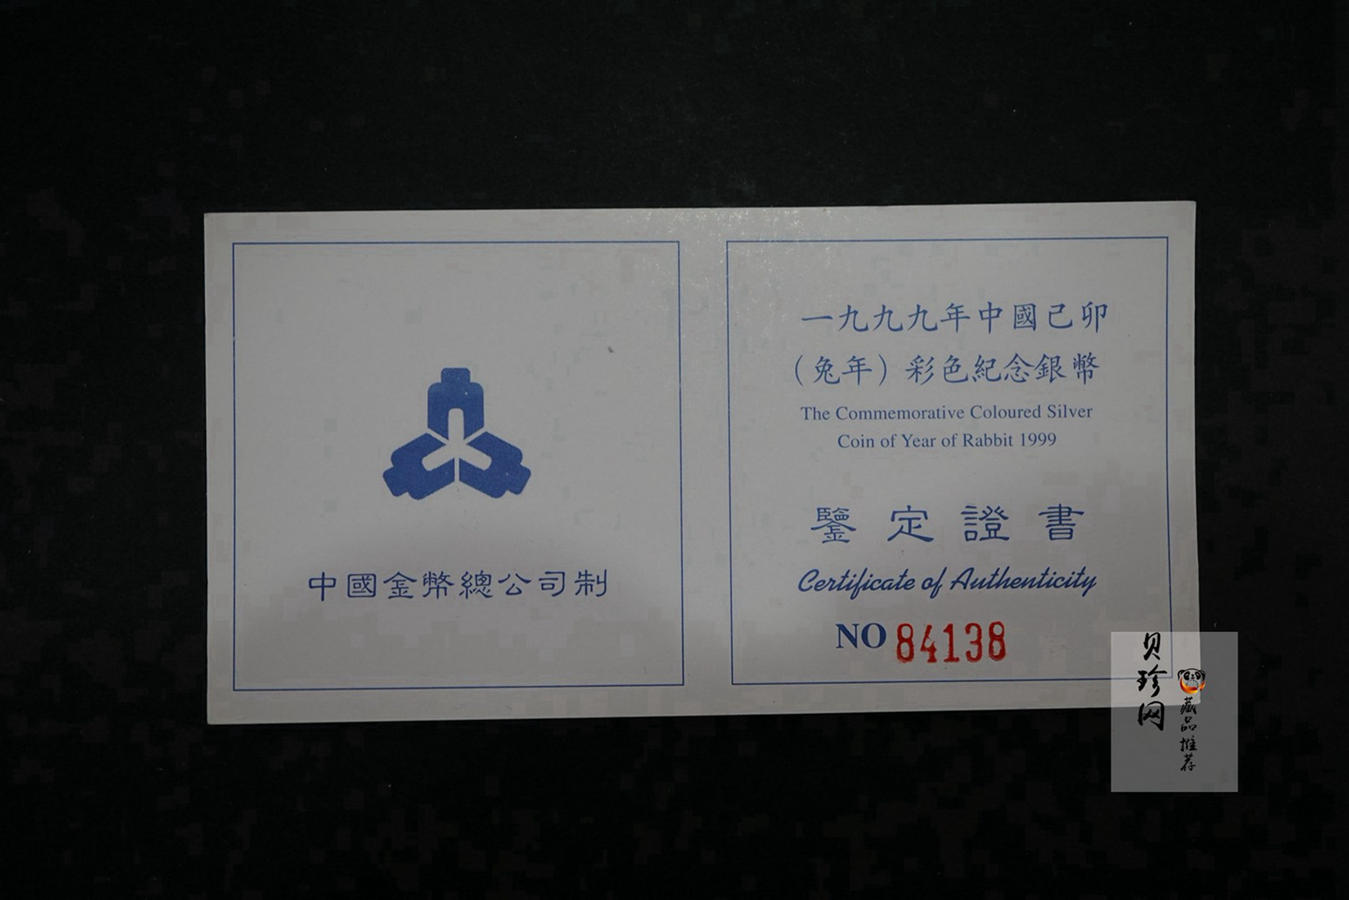 中國金幣總公司制
一九九九年中國己卯
（兔年）彩色紀念銀幣
The Commemorative Coloured Silver
Coin of Year of Rabbit 1999
鑒定證書
Certificate of Authenticity
NO 84138
贝珍网
藏品推荐